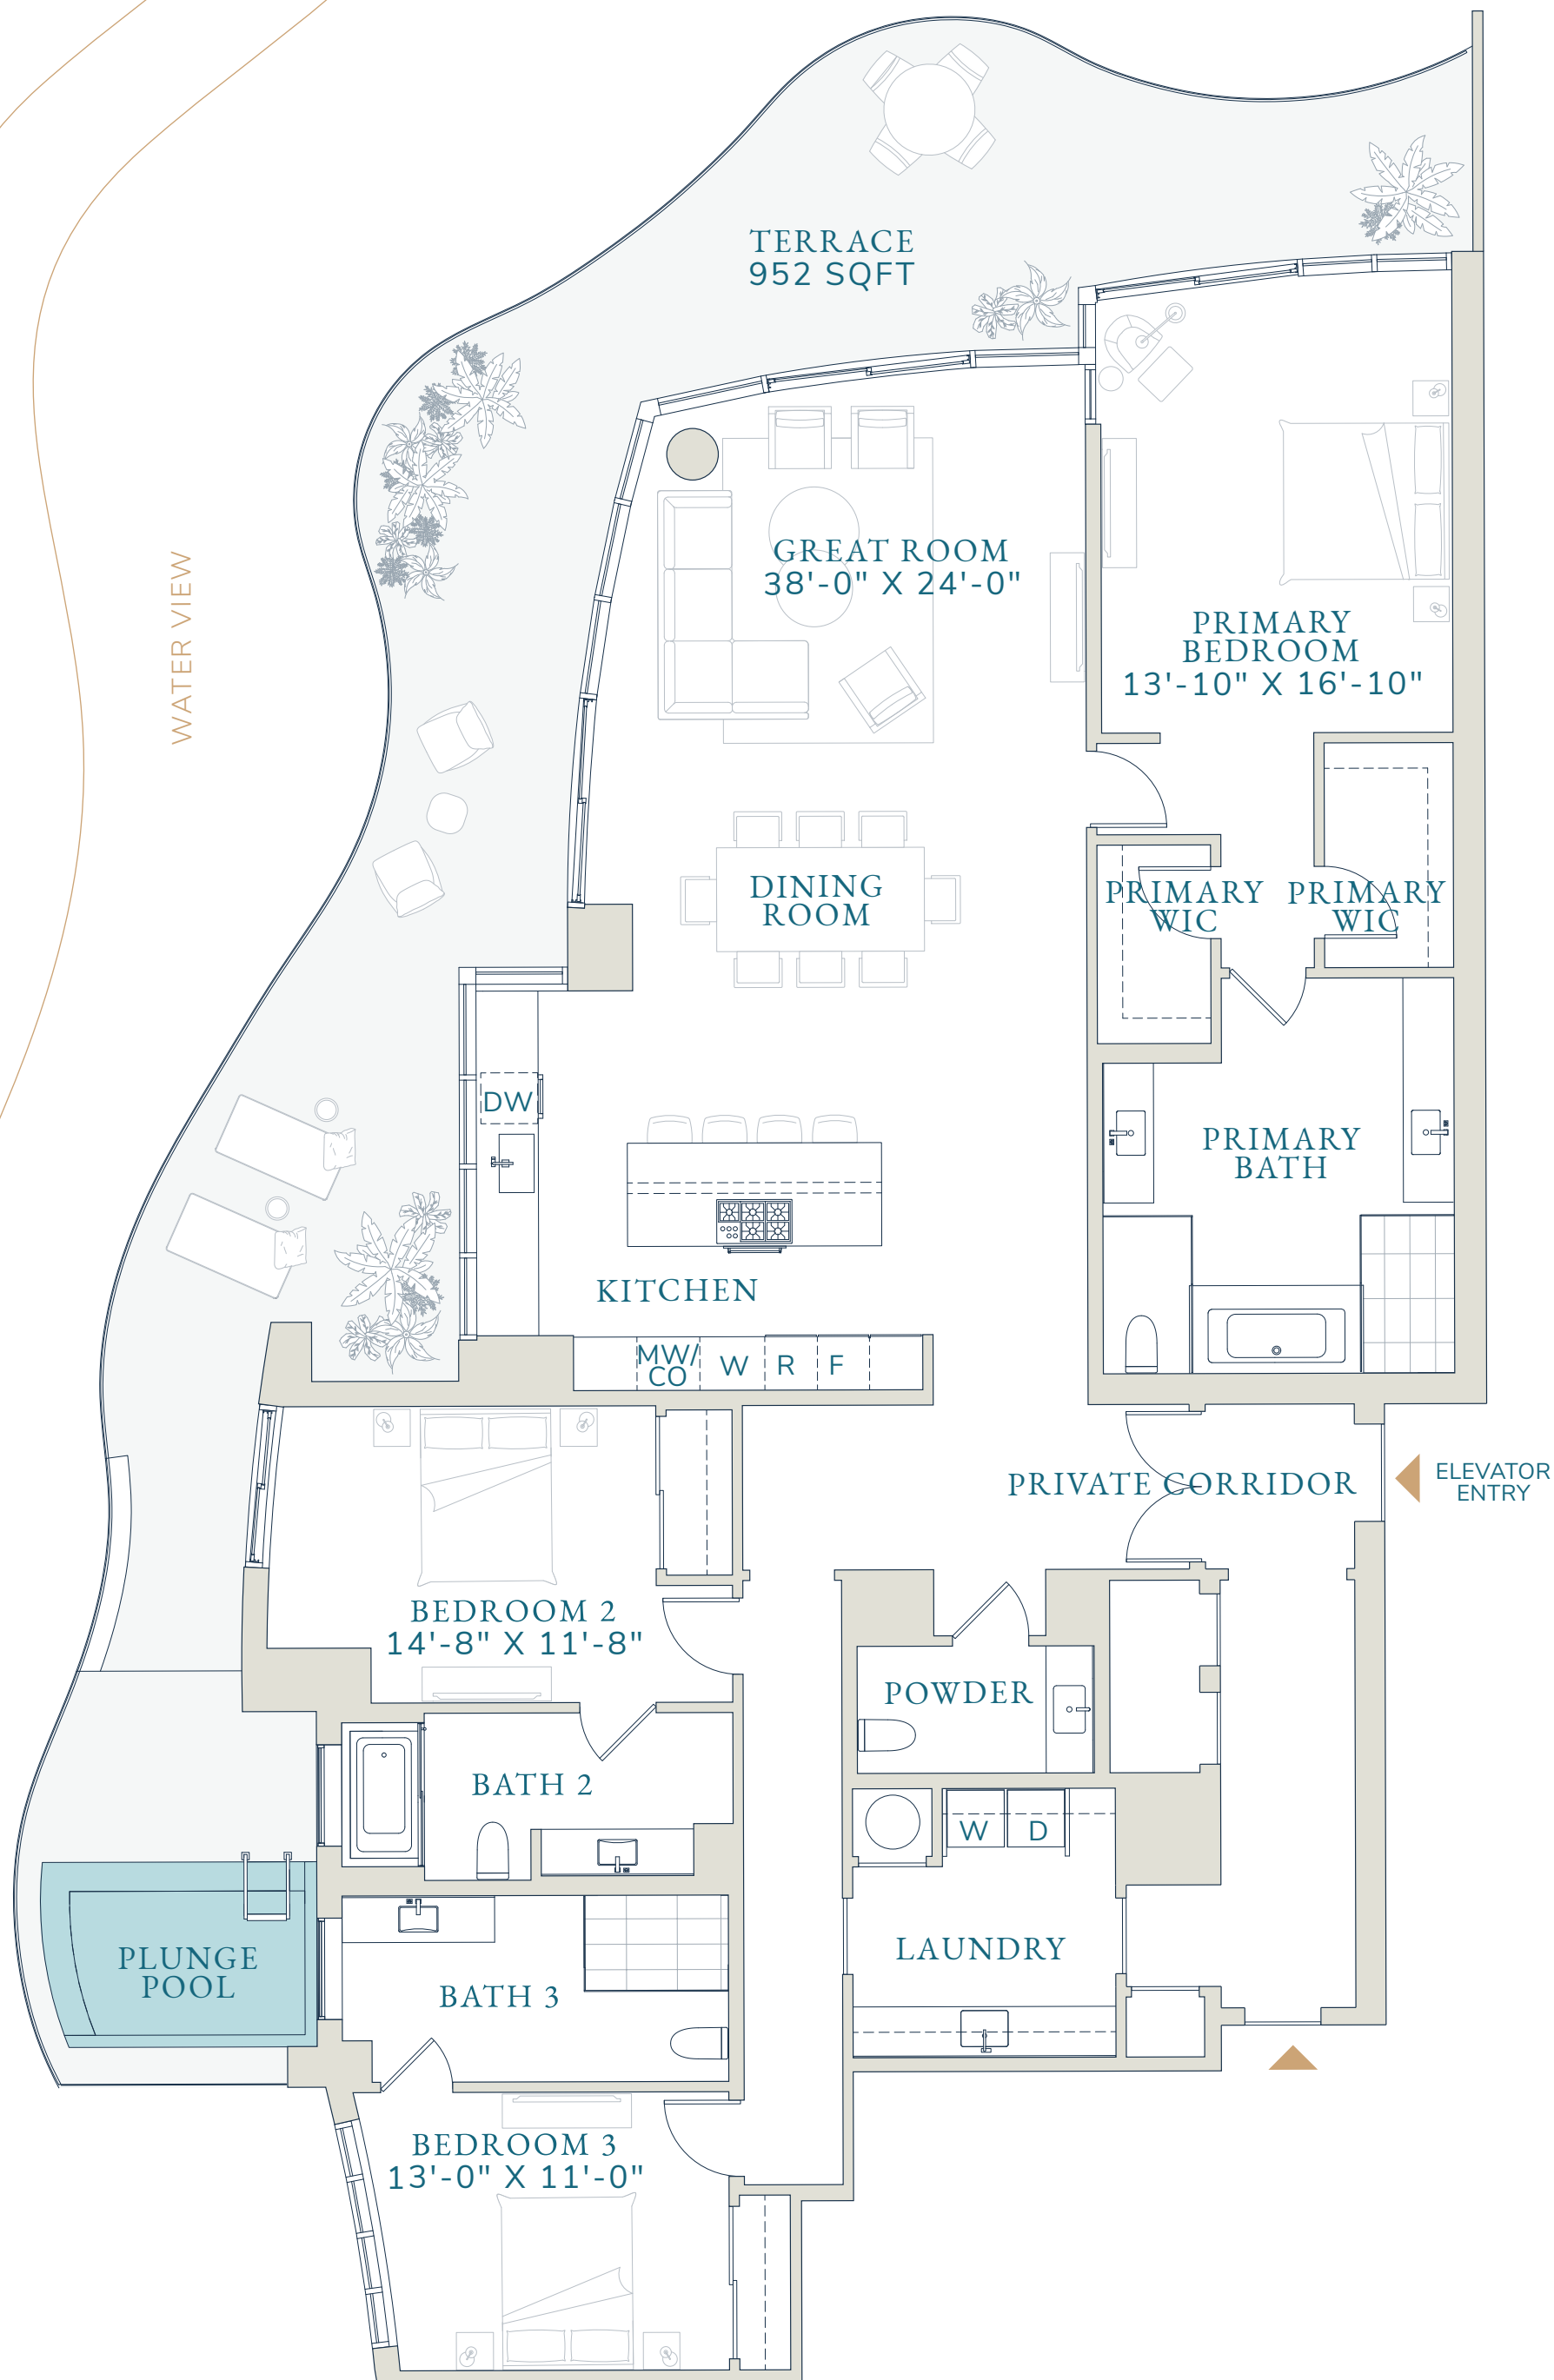 TERRACE
952 SQFT
WATER VIEW
GREAT ROOM
38'-0" X 24'-0"
PRIMARY
BEDROOM
13'-10" X 16'-10"
DINING
ROOM
PRIMARY
WIC
PRIMARY
WIC
DW
PRIMARY
BATH
KITCHEN
MW/
CO
W
R
F
PRIVATE CORRIDOR
ELEVATOR
ENTRY
BEDROOM 2
14'-8" X 11'-8"
POWDER
BATH 2
W
D
PLUNGE
POOL
LAUNDRY
BATH 3
BEDROOM 3
13'-0" X 11'-0"